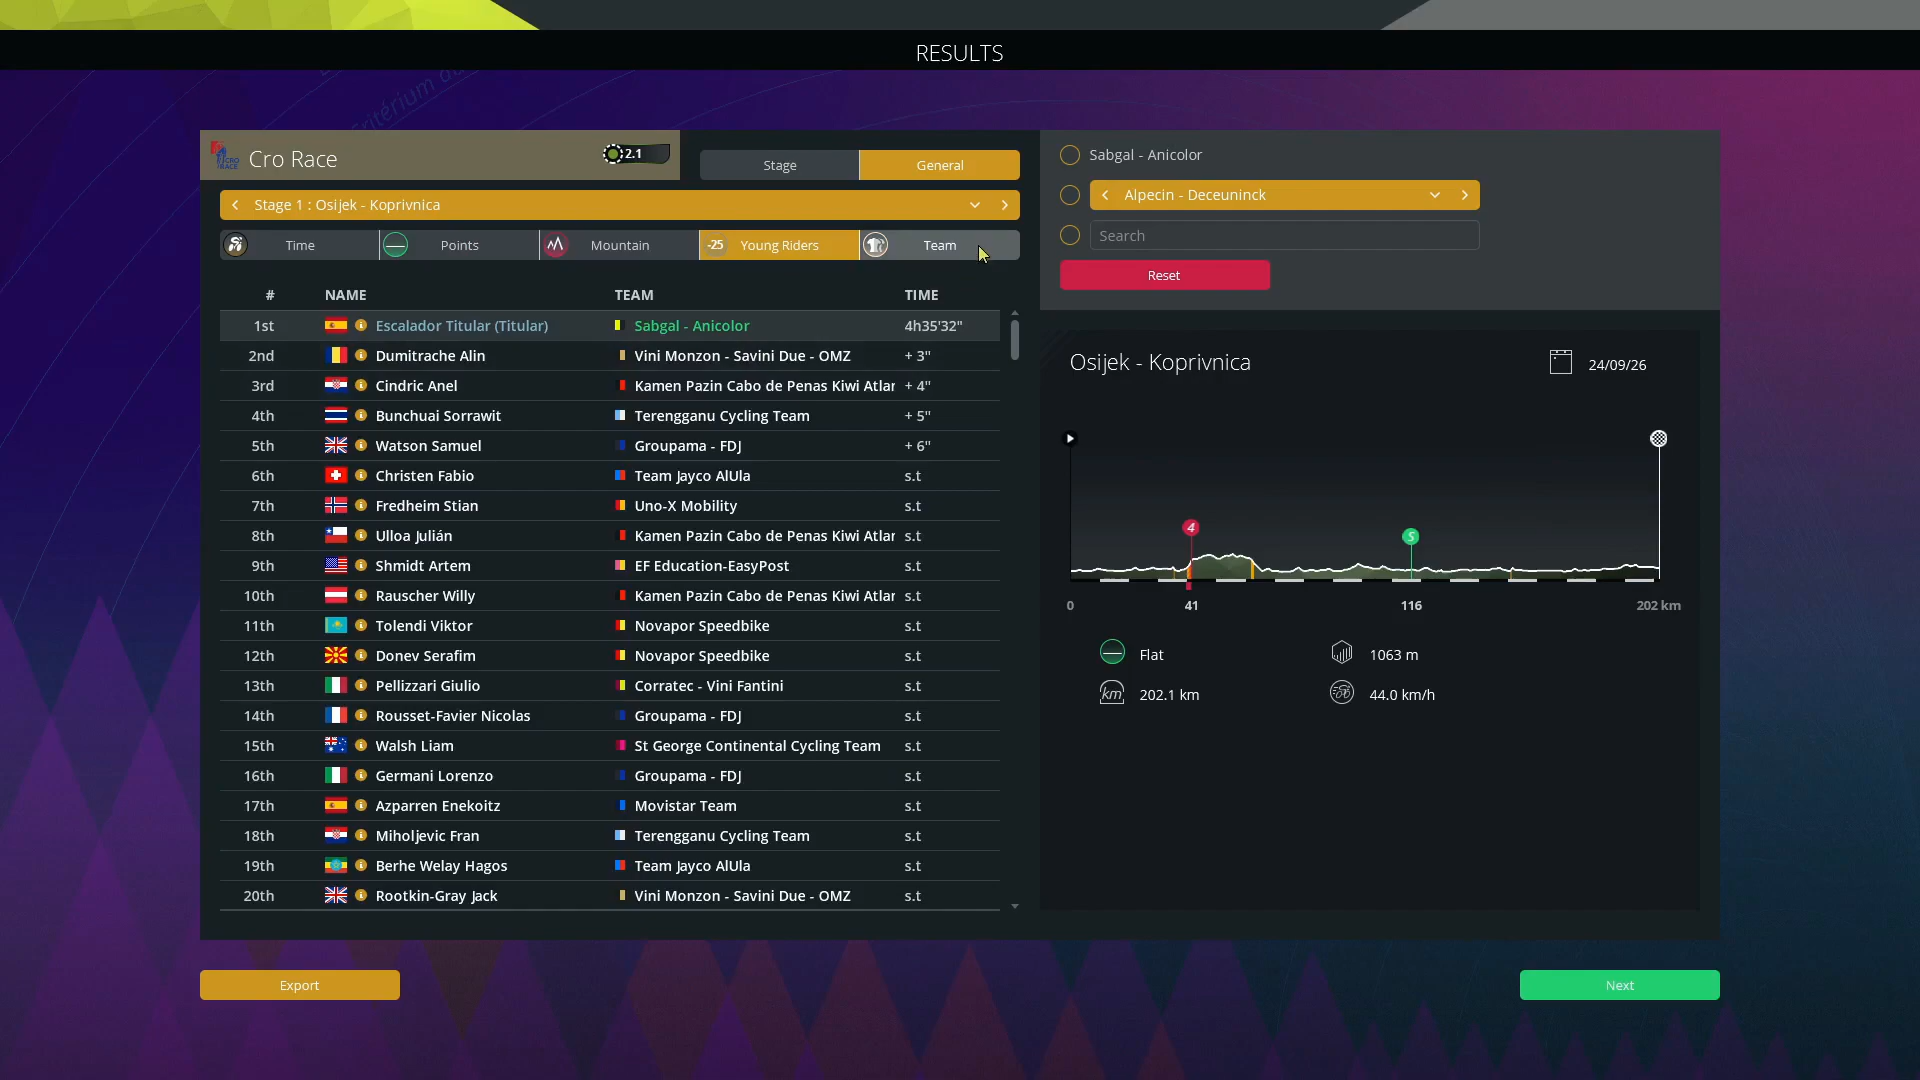 RESULTS
Cro Race
2.1
Stage
General
Stage 1 : Osijek - Koprivnica
Time
Points
Mountain
-25 Young Riders
Team
# NAME TEAM TIME
1st Escalador Titular (Titular) Sabgal - Anicolor 4h35'32"
2nd Dumitrache Alin Vini Monzon - Savini Due - OMZ + 3"
3rd Cindric Anel Kamen Pazin Cabo de Penas Kiwi Atlar + 4"
4th Bunchuai Sorrawit Terengganu Cycling Team + 5"
5th Watson Samuel Groupama - FDJ + 6"
6th Christen Fabio Team Jayco AlUla s.t
7th Fredheim Stian Uno-X Mobility s.t
8th Ulloa Julián Kamen Pazin Cabo de Penas Kiwi Atlar s.t
9th Shmidt Artem EF Education-EasyPost s.t
10th Rauscher Willy Kamen Pazin Cabo de Penas Kiwi Atlar s.t
11th Tolendi Viktor Novapor Speedbike s.t
12th Donev Serafim Novapor Speedbike s.t
13th Pellizzari Giulio Corratec - Vini Fantini s.t
14th Rousset-Favier Nicolas Groupama - FDJ s.t
15th Walsh Liam St George Continental Cycling Team s.t
16th Germani Lorenzo Groupama - FDJ s.t
17th Azparren Enekoitz Movistar Team s.t
18th Miholjevic Fran Terengganu Cycling Team s.t
19th Berhe Welay Hagos Team Jayco AlUla s.t
20th Rootkin-Gray Jack Vini Monzon - Savini Due - OMZ s.t
Sabgal - Anicolor
Alpecin - Deceuninck
Search
Reset
Osijek - Koprivnica
24/09/26
4
S
0 41 116 202 km
Flat
1063 m
km 202.1 km
44.0 km/h
Export
Next